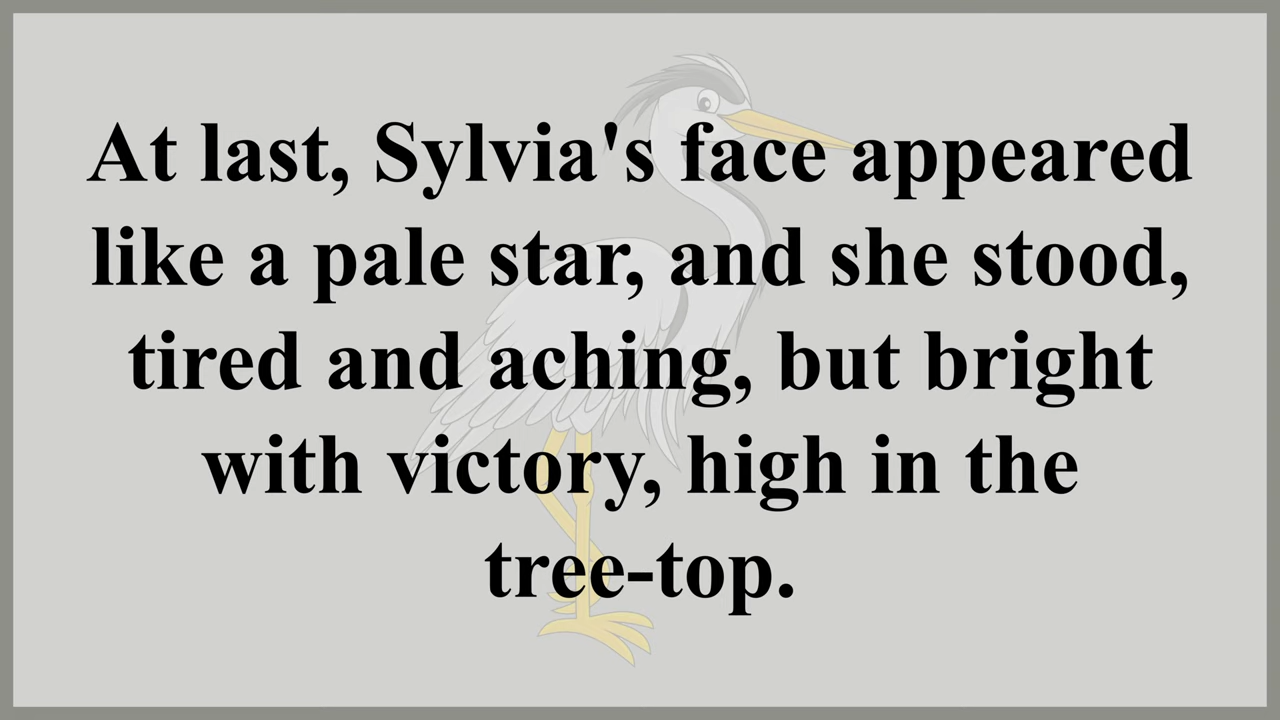 At last, Sylvia's face appeared
like a pale star, and she stood,
tired and aching, but bright
with victory, high in the
tree-top.